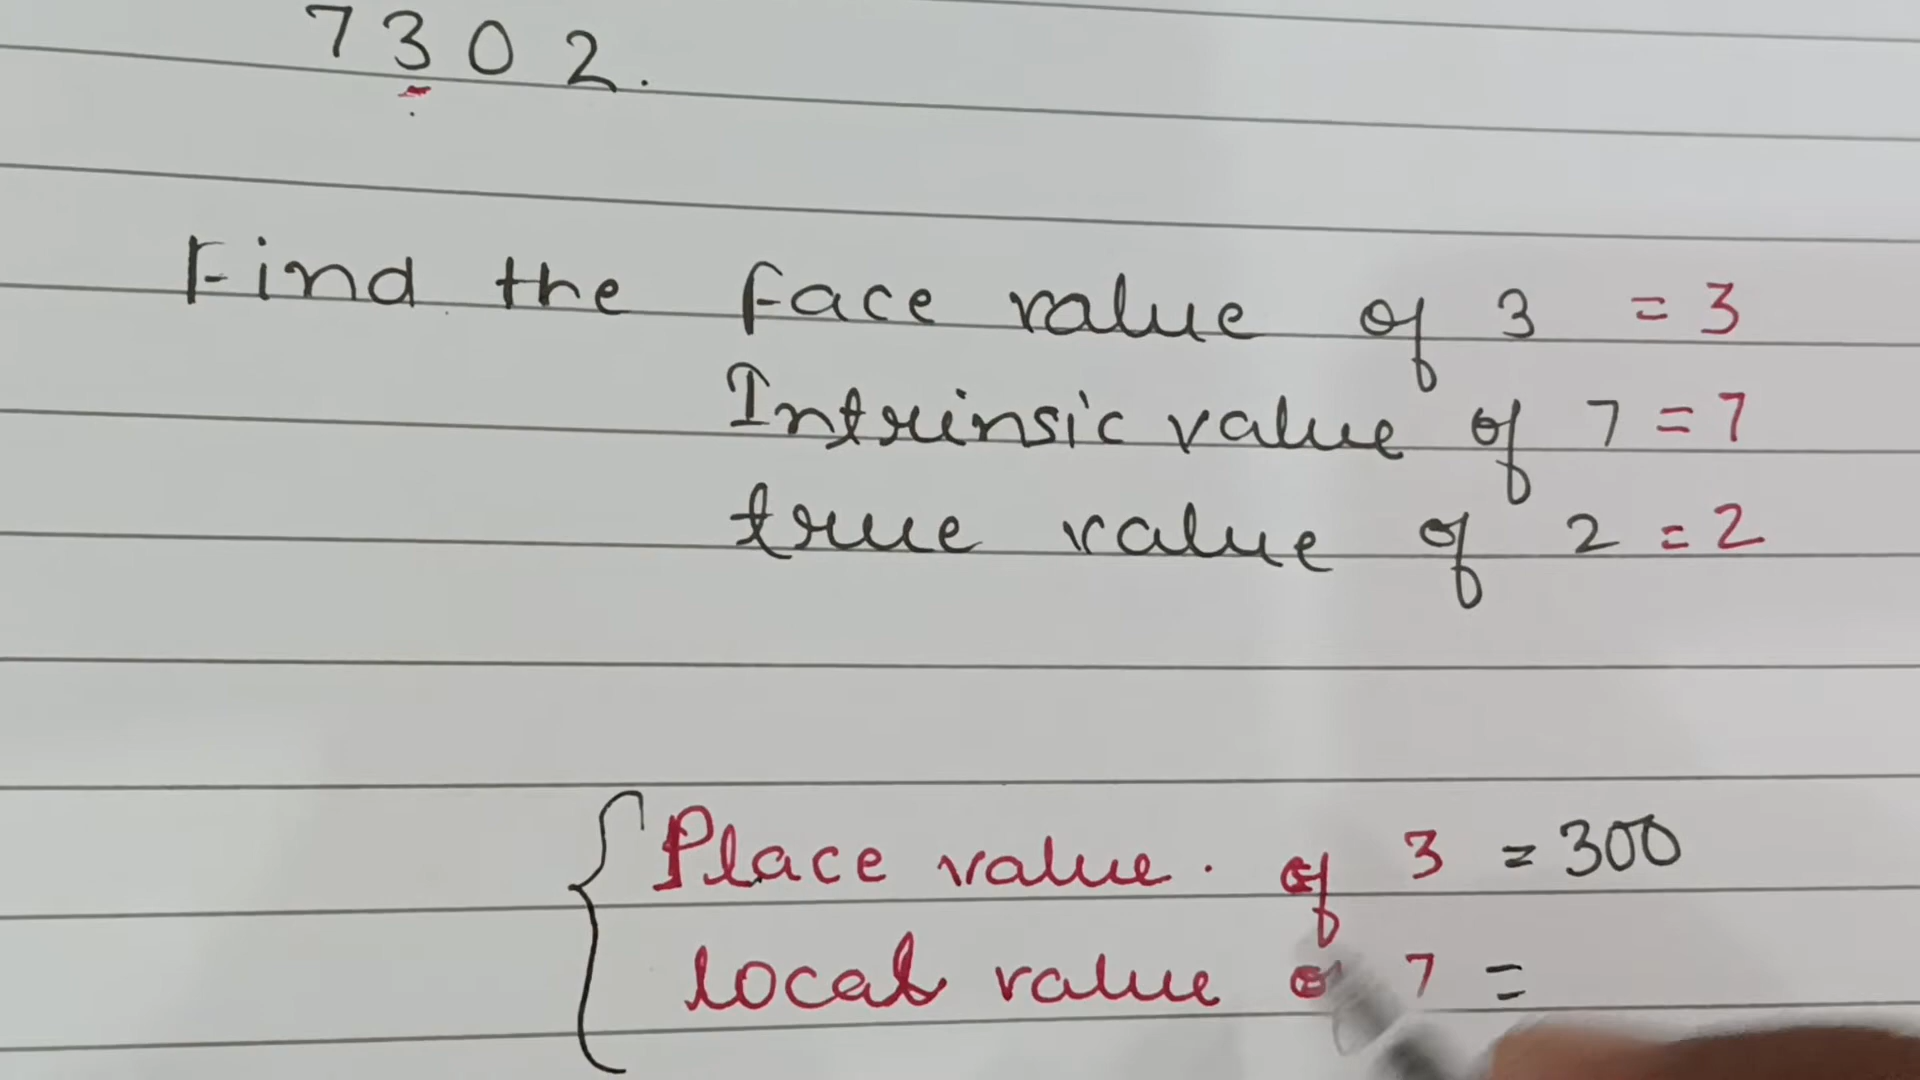 7302.
Find the face value of 3 = 3
Intrinsic value of 7 = 7
true value of 2 = 2
Place value. of 3 = 300
local value 7 =